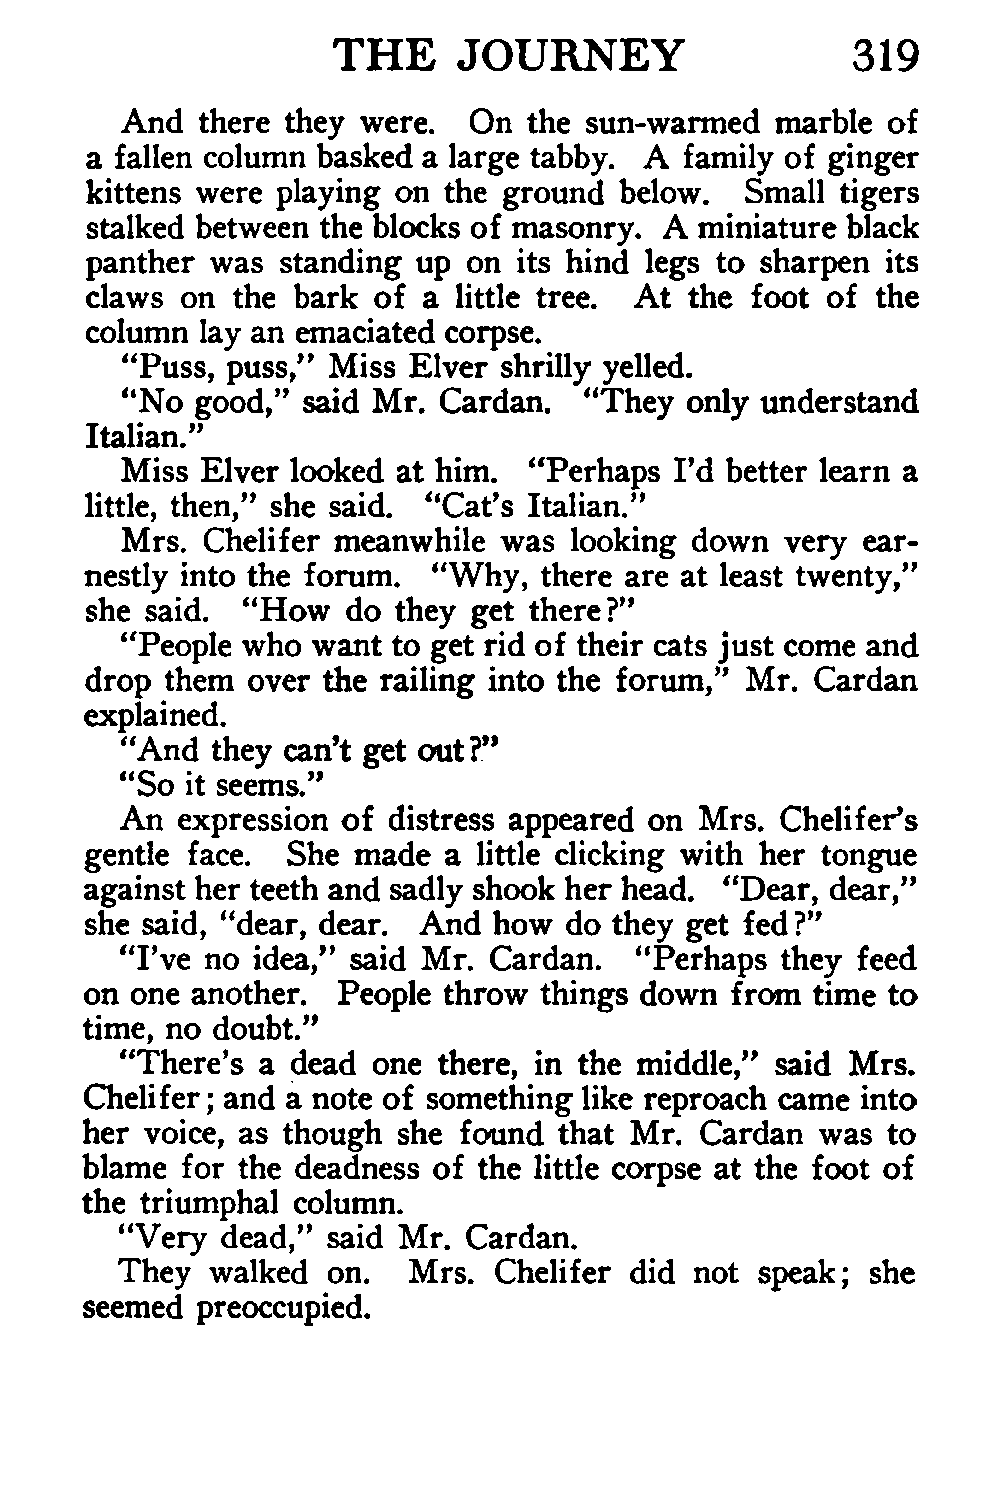 THE JOURNEY 319
And there they were. On the sun-warmed marble of
a fallen column basked a large tabby. A family of ginger
kittens were playing on the ground below. Small tigers
stalked between the blocks of masonry. A miniature black
panther was standing up on its hind legs to sharpen its
claws on the bark of a little tree. At the foot of the
column lay an emaciated corpse.
“Puss, puss,” Miss Elver shrilly yelled.
“No good,” said Mr. Cardan. “They only understand
Italian.”
Miss Elver looked at him. “Perhaps I’d better learn a
little, then,” she said. “Cat’s Italian.”
Mrs. Chelifer meanwhile was looking down very ear-
nestly into the forum. “Why, there are at least twenty,”
she said. “How do they get there?”
“People who want to get rid of their cats just come and
drop them over the railing into the forum,” Mr. Cardan
explained.
“And they can’t get out?”
“So it seems.”
An expression of distress appeared on Mrs. Chelifer’s
gentle face. She made a little clicking with her tongue
against her teeth and sadly shook her head. “Dear, dear,”
she said, “dear, dear. And how do they get fed?”
“I’ve no idea,” said Mr. Cardan. “Perhaps they feed
on one another. People throw things down from time to
time, no doubt.”
“There’s a dead one there, in the middle,” said Mrs.
Chelifer; and a note of something like reproach came into
her voice, as though she found that Mr. Cardan was to
blame for the deadness of the little corpse at the foot of
the triumphal column.
“Very dead,” said Mr. Cardan.
They walked on. Mrs. Chelifer did not speak; she
seemed preoccupied.